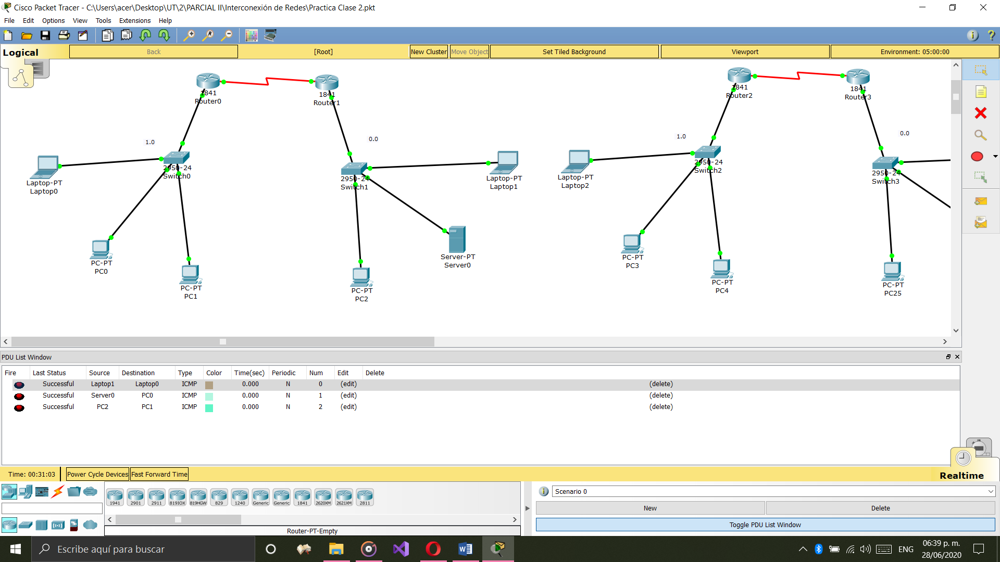 Cisco Packet Tracer - C:\Users\acer\Desktop\UT\2\PARCIAL II\Interconexión de Redes\Practica Clase 2.pkt
File Edit Options View Tools Extensions Help
R
i ?
Logical Back [Root] New Cluster Move Object Set Tiled Background Viewport Environment: 05:00:00
1841
Router0
1841
Router1
1841
Router2
1841
Router3
1.0
0.0
1.0
0.0
Laptop-PT
Laptop0
2950-24
Switch0
2950-24
Switch1
Laptop-PT
Laptop1
Laptop-PT
Laptop2
2950-24
Switch2
2950-24
Switch3
PC-PT
PC0
PC-PT
PC1
PC-PT
PC2
Server-PT
Server0
PC-PT
PC3
PC-PT
PC4
PC-PT
PC25
PDU List Window
Fire Last Status Source Destination Type Color Time(sec) Periodic Num Edit Delete
Successful Laptop1 Laptop0 ICMP 0.000 N 0 (edit) (delete)
Successful Server0 PC0 ICMP 0.000 N 1 (edit) (delete)
Successful PC2 PC1 ICMP 0.000 N 2 (edit) (delete)
Time: 00:31:03 Power Cycle Devices Fast Forward Time
Realtime
1941 2901 2911 819IOX 819HGW 829 1240 Generic Generic 1841 2620XM 2621XM 2811
Router-PT-Empty
i Scenario 0
New Delete
Toggle PDU List Window
Escribe aquí para buscar
ENG
06:39 p. m.
28/06/2020